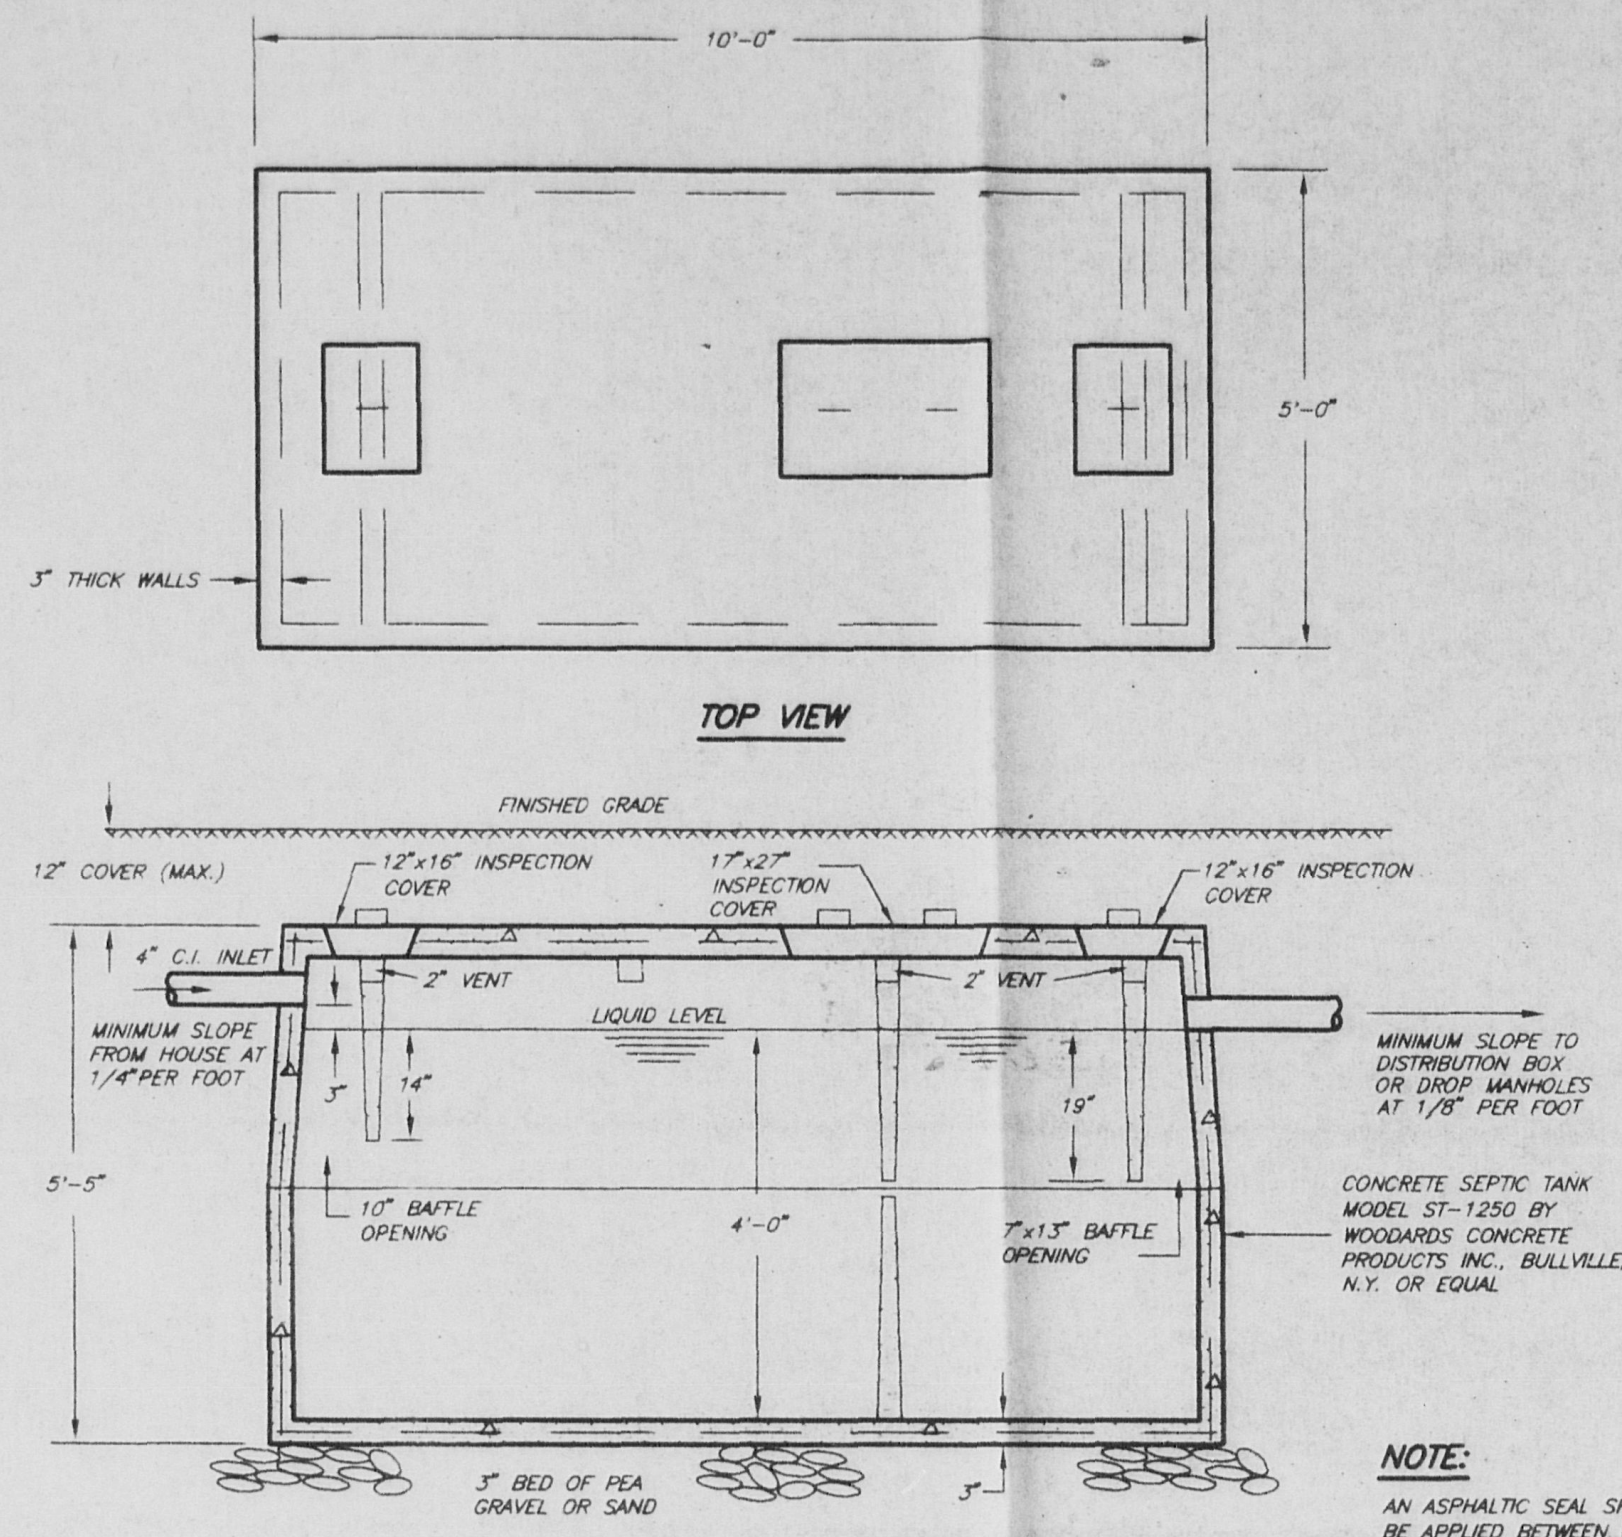 10'-0"
5'-0"
3" THICK WALLS
TOP VIEW
FINISHED GRADE
12" COVER (MAX.)
12"x16" INSPECTION
COVER
17"x27"
INSPECTION
COVER
12"x16" INSPECTION
COVER
4" C.I. INLET
2" VENT
2" VENT
LIQUID LEVEL
MINIMUM SLOPE
FROM HOUSE AT
1/4"PER FOOT
3"
14"
19"
MINIMUM SLOPE TO
DISTRIBUTION BOX
OR DROP MANHOLES
AT 1/8" PER FOOT
5'-5"
10" BAFFLE
OPENING
4'-0"
7"x13" BAFFLE
OPENING
CONCRETE SEPTIC TANK
MODEL ST-1250 BY
WOODARDS CONCRETE
PRODUCTS INC., BULLVILLE,
N.Y. OR EQUAL
3" BED OF PEA
GRAVEL OR SAND
3"
NOTE:
AN ASPHALTIC SEAL
BE APPLIED BETWEEN